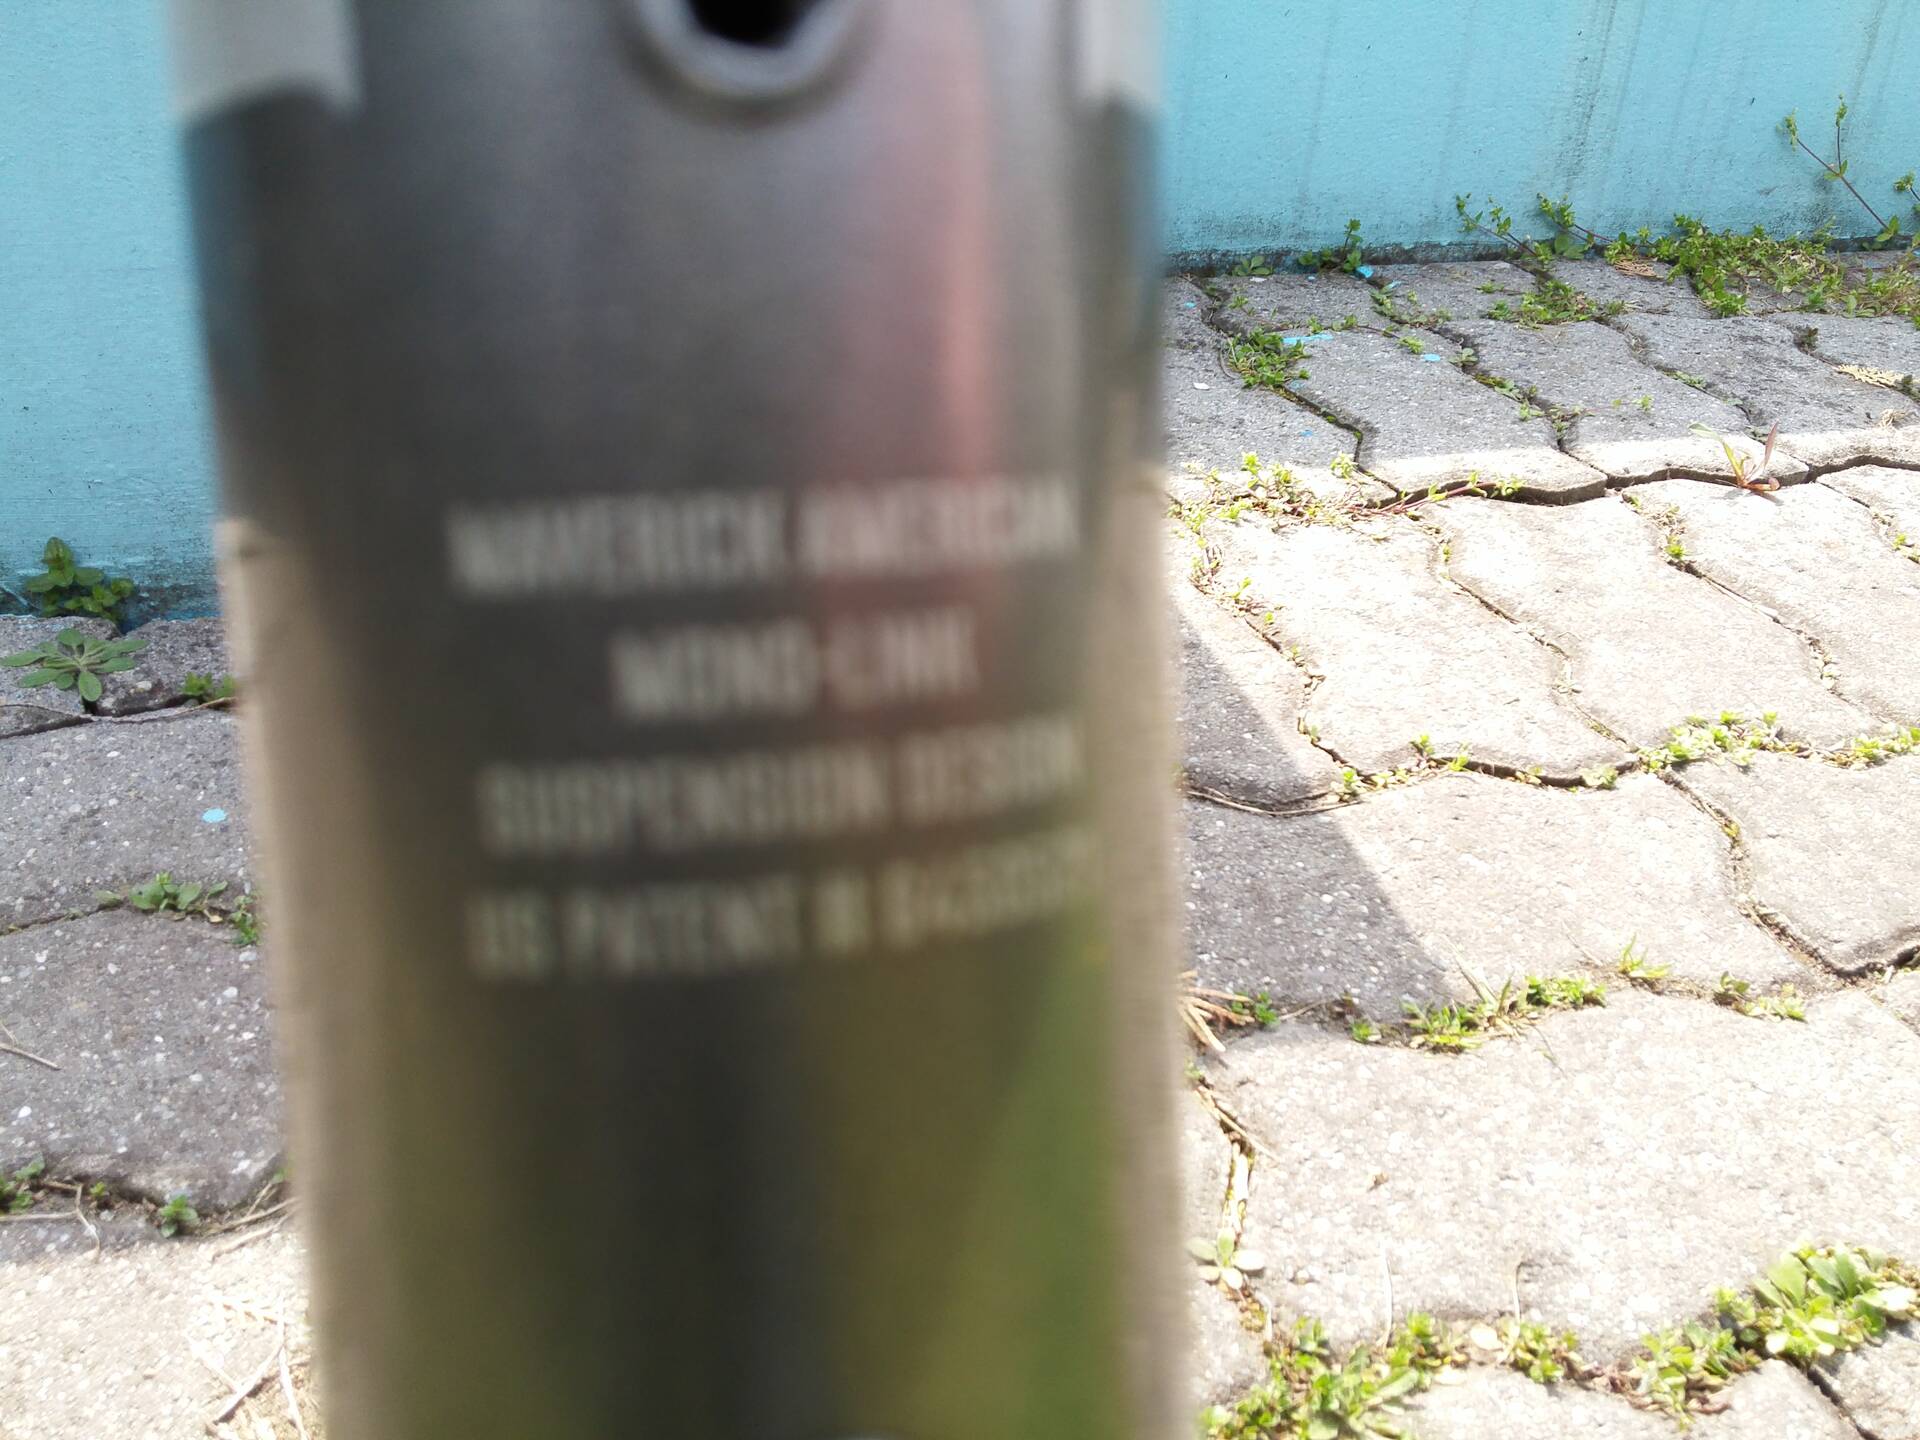 MAVERICK AMERICAN
MONO-LINK
SUSPENSION DESIGN
US PATENT